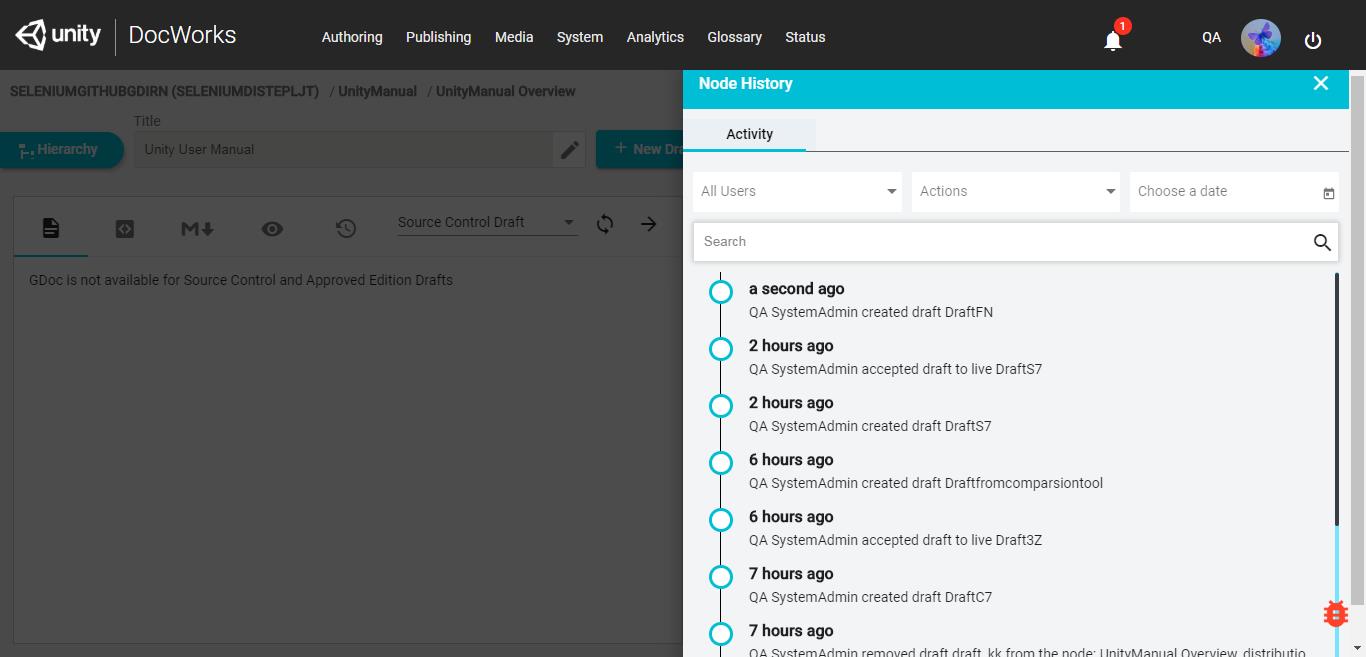 unity DocWorks Authoring Publishing Media System Analytics Glossary Status 1 QA
SELENIUMGITHUBGDIRN (SELENIUMDISTEPLJT) / UnityManual / UnityManual Overview
Title
Hierarchy Unity User Manual + New Dra
M Source Control Draft
GDoc is not available for Source Control and Approved Edition Drafts
Node History
Activity
All Users Actions Choose a date
Search
a second ago
QA SystemAdmin created draft DraftFN
2 hours ago
QA SystemAdmin accepted draft to live DraftS7
2 hours ago
QA SystemAdmin created draft DraftS7
6 hours ago
QA SystemAdmin created draft Draftfromcomparsiontool
6 hours ago
QA SystemAdmin accepted draft to live Draft3Z
7 hours ago
QA SystemAdmin created draft DraftC7
7 hours ago
QA SystemAdmin removed draft draft_kk from the node: UnityManual Overview, distributio